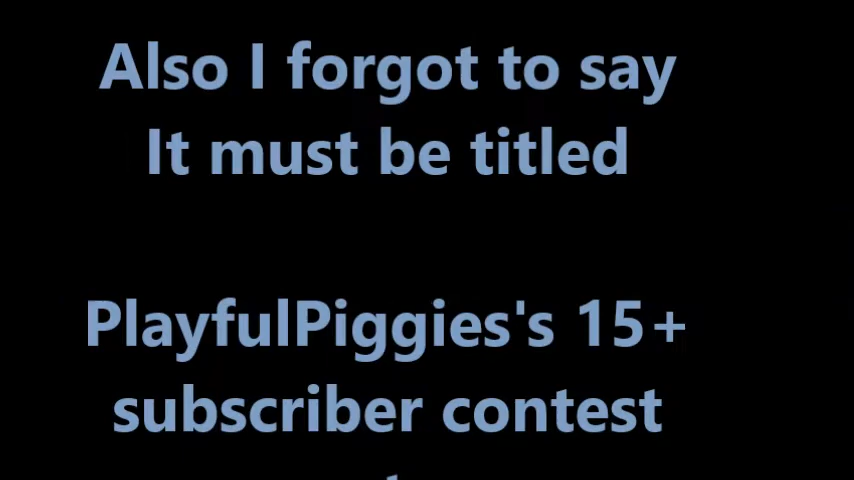 Also I forgot to say
It must be titled
PlayfulPiggies's 15+
subscriber contest